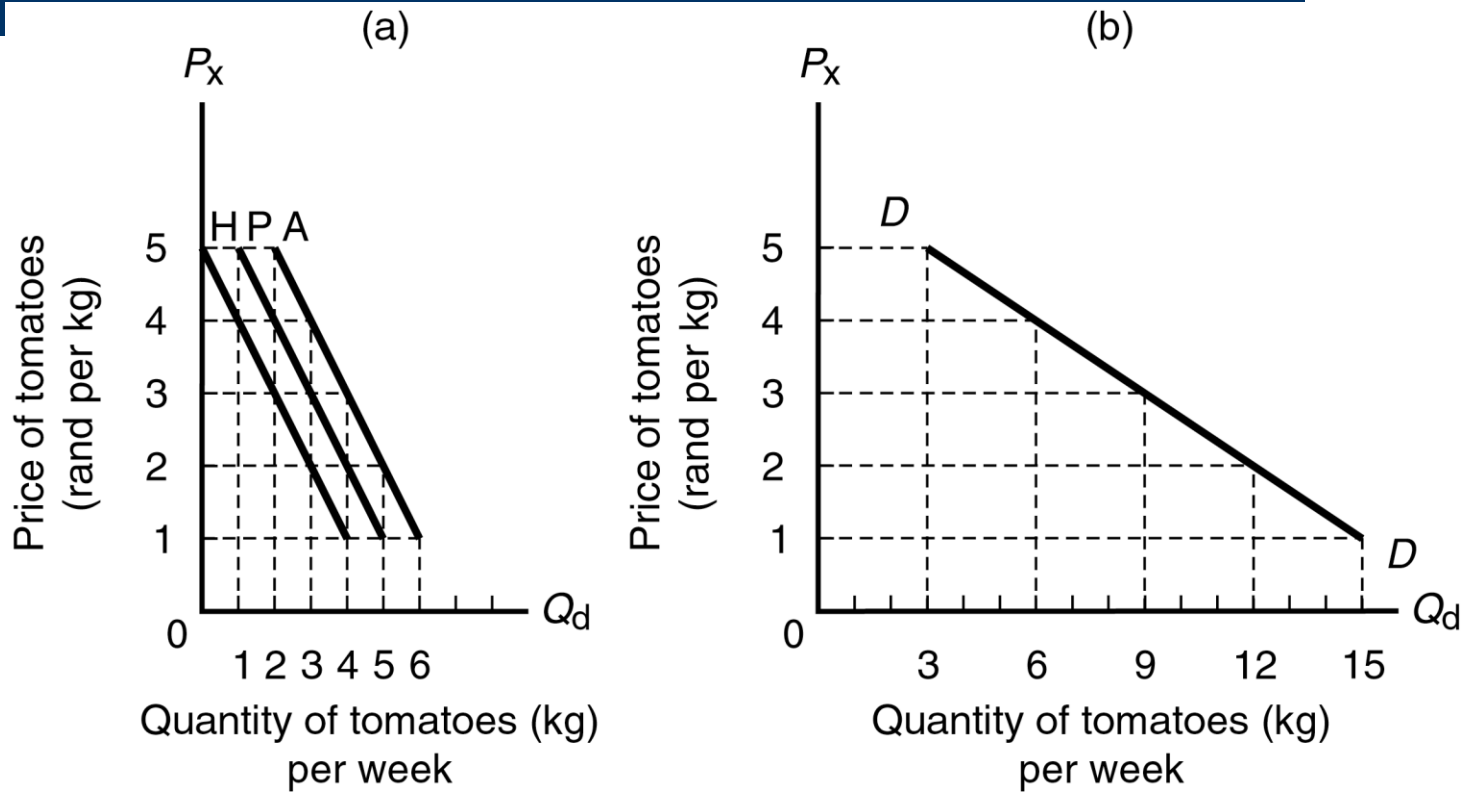 (a)
Px
H P A
Price of tomatoes
(rand per kg)
5
4
3
2
1
0
Qd
1 2 3 4 5 6
Quantity of tomatoes (kg)
per week
(b)
Px
D
Price of tomatoes
(rand per kg)
5
4
3
2
1
D
0
Qd
3 6 9 12 15
Quantity of tomatoes (kg)
per week